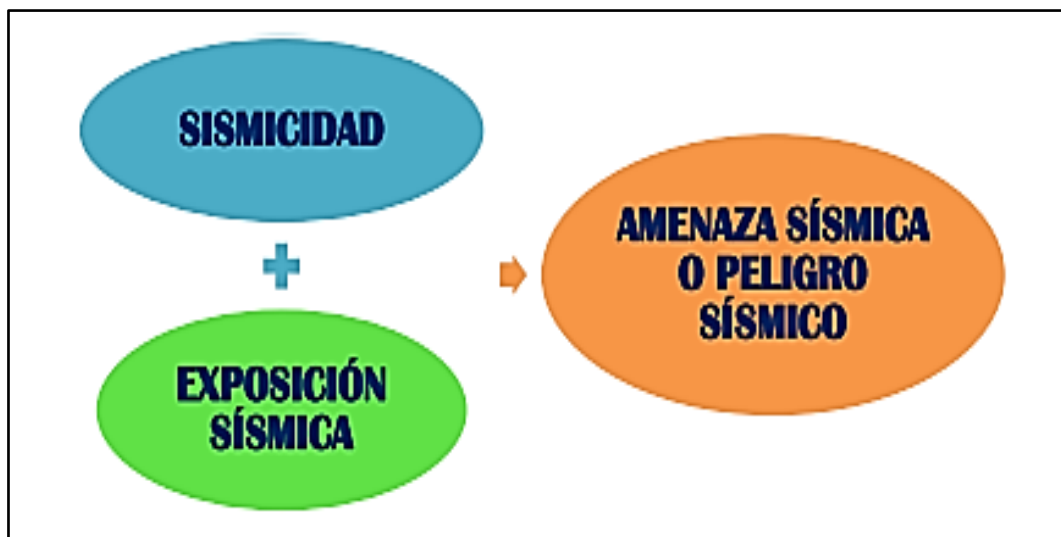 SISMICIDAD
EXPOSICIÓN
SÍSMICA
AMENAZA SÍSMICA
O PELIGRO
SÍSMICO